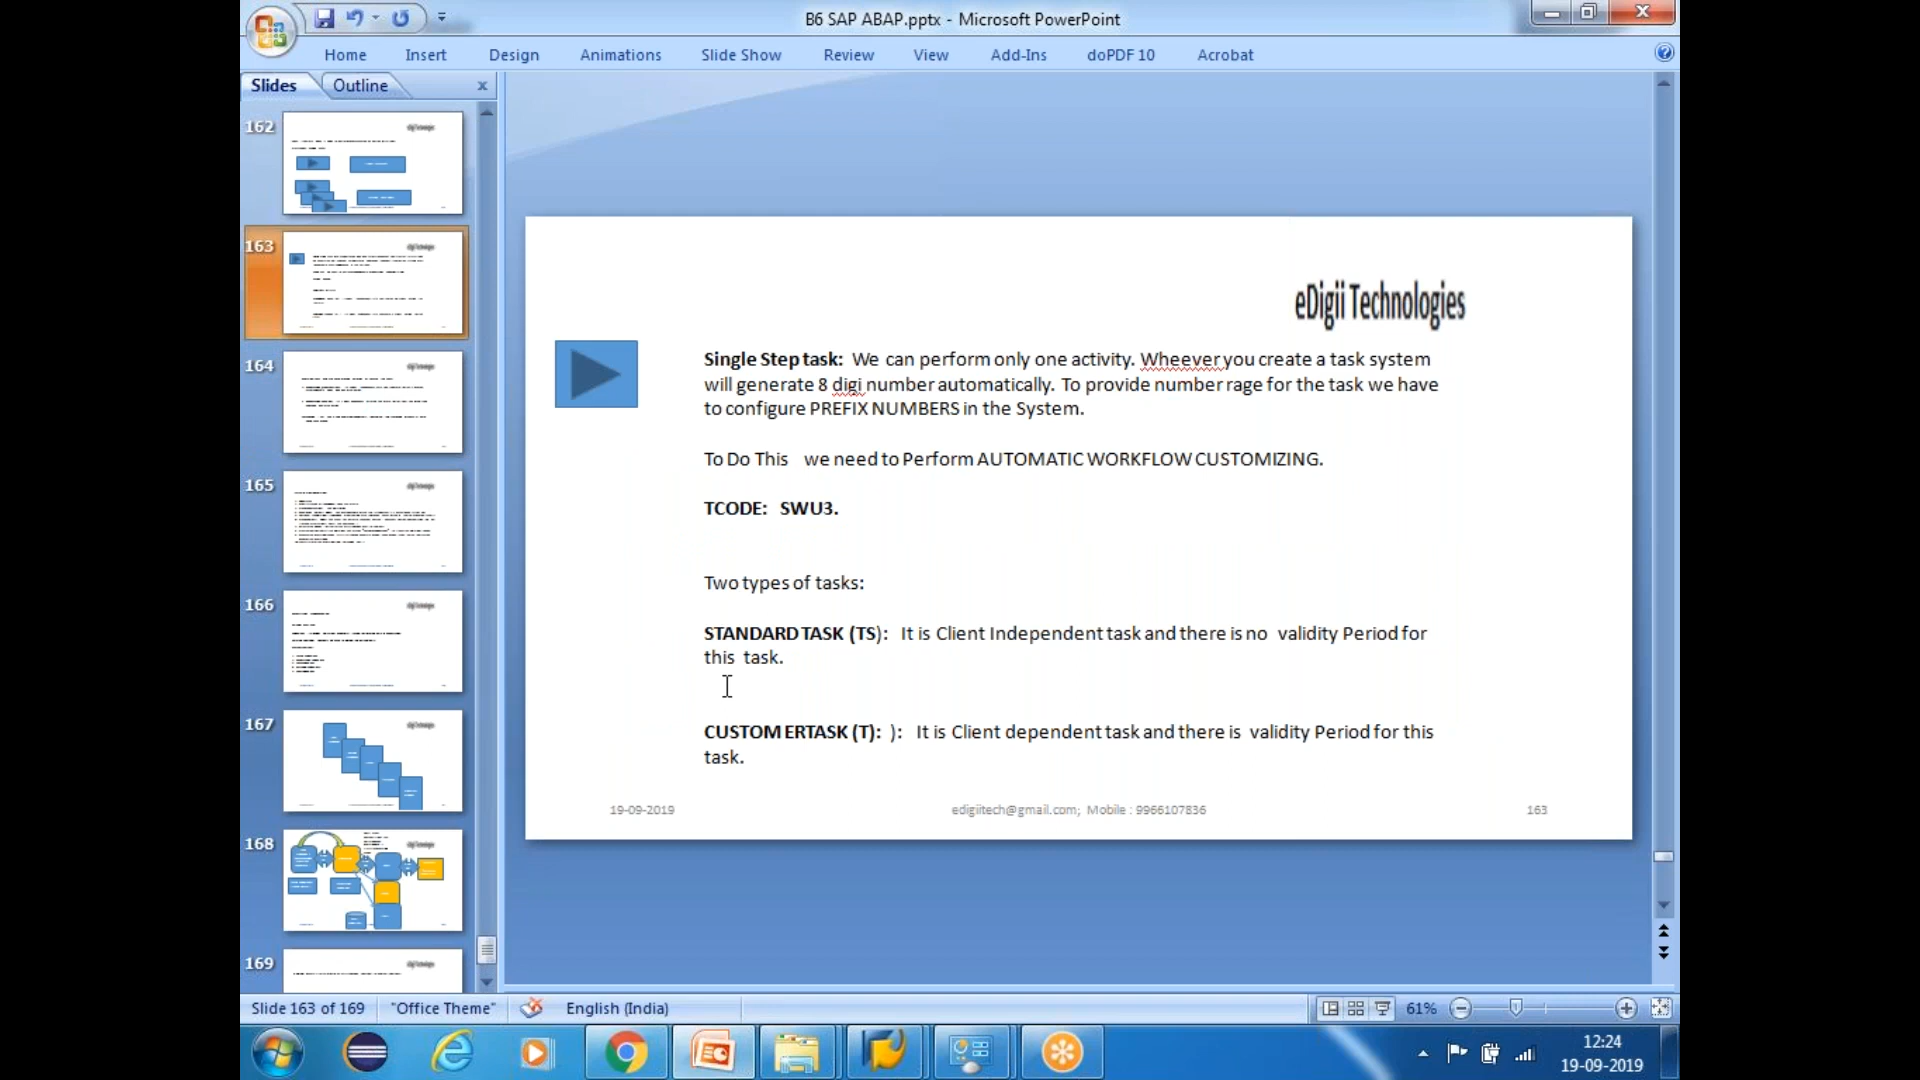 B6 SAP ABAP.pptx - Microsoft PowerPoint
Home Insert Design Animations Slide Show Review View Add-Ins doPDF 10 Acrobat
Slides Outline
162
163
164
165
166
167
168
169
eDigii Technologies
Single Step task: We can perform only one activity. Wheever you create a task system
will generate 8 digi number automatically. To provide number rage for the task we have
to configure PREFIX NUMBERS in the System.
To Do This we need to Perform AUTOMATIC WORKFLOW CUSTOMIZING.
TCODE: SWU3.
Two types of tasks:
STANDARD TASK (TS): It is Client Independent task and there is no validity Period for
this task.
CUSTOMERTASK (T): ): It is Client dependent task and there is validity Period for this
task.
19-09-2019 edigiitech@gmail.com; Mobile : 9966107836 163
Slide 163 of 169 "Office Theme" English (India) 61%
12:24
19-09-2019